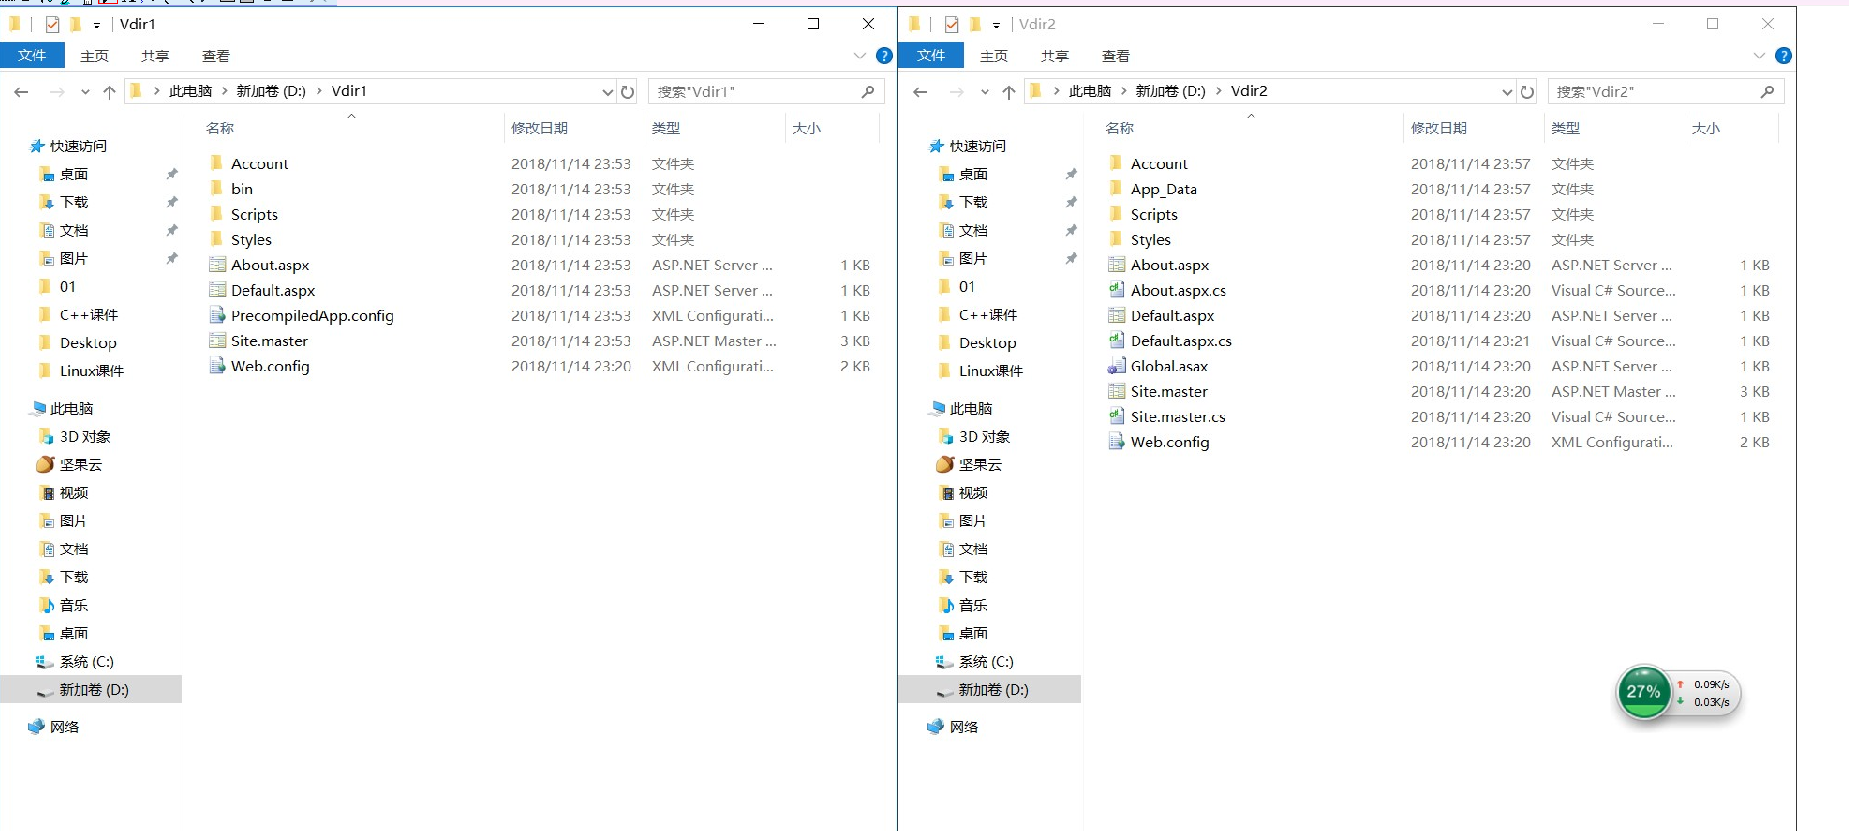 Vdir1
文件 主页 共享 查看
此电脑 新加卷 (D:) Vdir1
搜索"Vdir1"
名称 修改日期 类型 大小
快速访问
桌面
下载
文档
图片
01
C++课件
Desktop
Linux课件
此电脑
3D 对象
坚果云
视频
图片
文档
下载
音乐
桌面
系统 (C:)
新加卷 (D:)
网络
Account 2018/11/14 23:53 文件夹
bin 2018/11/14 23:53 文件夹
Scripts 2018/11/14 23:53 文件夹
Styles 2018/11/14 23:53 文件夹
About.aspx 2018/11/14 23:53 ASP.NET Server ... 1 KB
Default.aspx 2018/11/14 23:53 ASP.NET Server ... 1 KB
PrecompiledApp.config 2018/11/14 23:53 XML Configurati... 1 KB
Site.master 2018/11/14 23:53 ASP.NET Master ... 3 KB
Web.config 2018/11/14 23:20 XML Configurati... 2 KB
Vdir2
文件 主页 共享 查看
此电脑 新加卷 (D:) Vdir2
搜索"Vdir2"
名称 修改日期 类型 大小
快速访问
桌面
下载
文档
图片
01
C++课件
Desktop
Linux课件
此电脑
3D 对象
坚果云
视频
图片
文档
下载
音乐
桌面
系统 (C:)
新加卷 (D:)
网络
Account 2018/11/14 23:57 文件夹
App_Data 2018/11/14 23:57 文件夹
Scripts 2018/11/14 23:57 文件夹
Styles 2018/11/14 23:57 文件夹
About.aspx 2018/11/14 23:20 ASP.NET Server ... 1 KB
About.aspx.cs 2018/11/14 23:20 Visual C# Source... 1 KB
Default.aspx 2018/11/14 23:20 ASP.NET Server ... 1 KB
Default.aspx.cs 2018/11/14 23:21 Visual C# Source... 1 KB
Global.asax 2018/11/14 23:20 ASP.NET Server ... 1 KB
Site.master 2018/11/14 23:20 ASP.NET Master ... 3 KB
Site.master.cs 2018/11/14 23:20 Visual C# Source... 1 KB
Web.config 2018/11/14 23:20 XML Configurati... 2 KB
27%
0.09K/s
0.03K/s